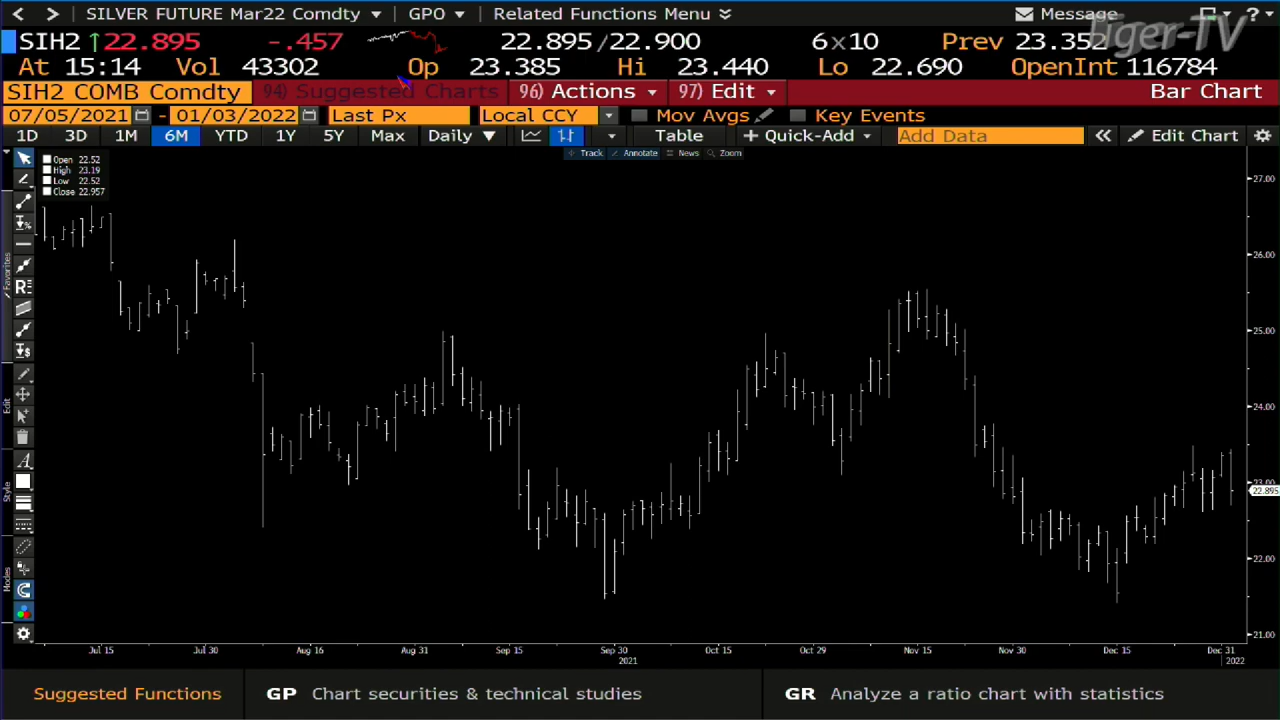 SILVER FUTURE Mar22 Comdty GPO Related Functions Menu Message ?
SIH2 ↑22.895 -.457 22.895/22.900 6x10 Prev 23.352
Tiger-TV
At 15:14 Vol 43302 Op 23.385 Hi 23.440 Lo 22.690 OpenInt 116784
SIH2 COMB Comdty 94) Suggested Charts 96) Actions 97) Edit Bar Chart
07/05/2021 - 01/03/2022 Last Px Local CCY Mov Avgs Key Events
1D 3D 1M 6M YTD 1Y 5Y Max Daily ▼ Table + Quick-Add Add Data « Edit Chart
Track Annotate News Zoom
Open 22.52
High 23.19
Low 22.52
Close 22.957
Favorites
Edit
Style
Modes
27.00
26.00
25.00
24.00
23.00
22.895
22.00
21.00
Jul 15 Jul 30 Aug 16 Aug 31 Sep 15 Sep 30 Oct 15 Oct 29 Nov 15 Nov 30 Dec 15 Dec 31
2021 2022
Suggested Functions GP Chart securities & technical studies GR Analyze a ratio chart with statistics